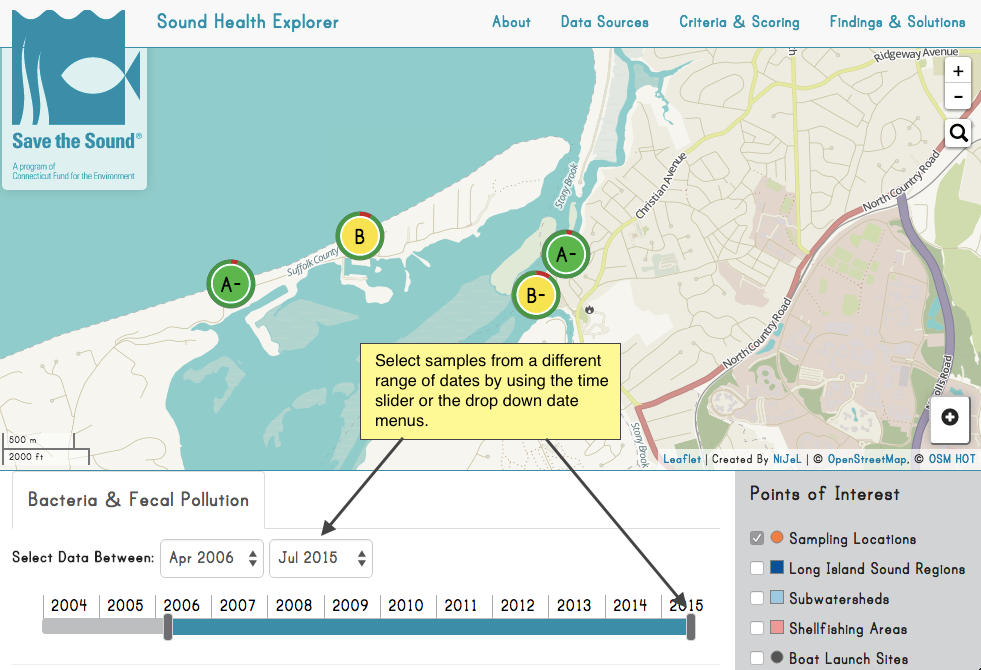 Sound Health Explorer
About
Data Sources
Criteria & Scoring
Findings & Solutions
Save the Sound®
A program of
Connecticut Fund for the Environment
Ridgeway Avenue
+
-
Stony Brook
Christian Avenue
North Country Road
B
A-
Suffolk County
A-
B-
North Country Road
Select samples from a different
range of dates by using the time
slider or the drop down date
menus.
Stony Brook
Road
500 m
2000 ft
Leaflet | Created By NiJeL | © OpenStreetMap, © OSM HOT
Bacteria & Fecal Pollution
Select Data Between:
Apr 2006
Jul 2015
2004 2005 2006 2007 2008 2009 2010 2011 2012 2013 2014 2015
Points of Interest
Sampling Locations
Long Island Sound Regions
Subwatersheds
Shellfishing Areas
Boat Launch Sites